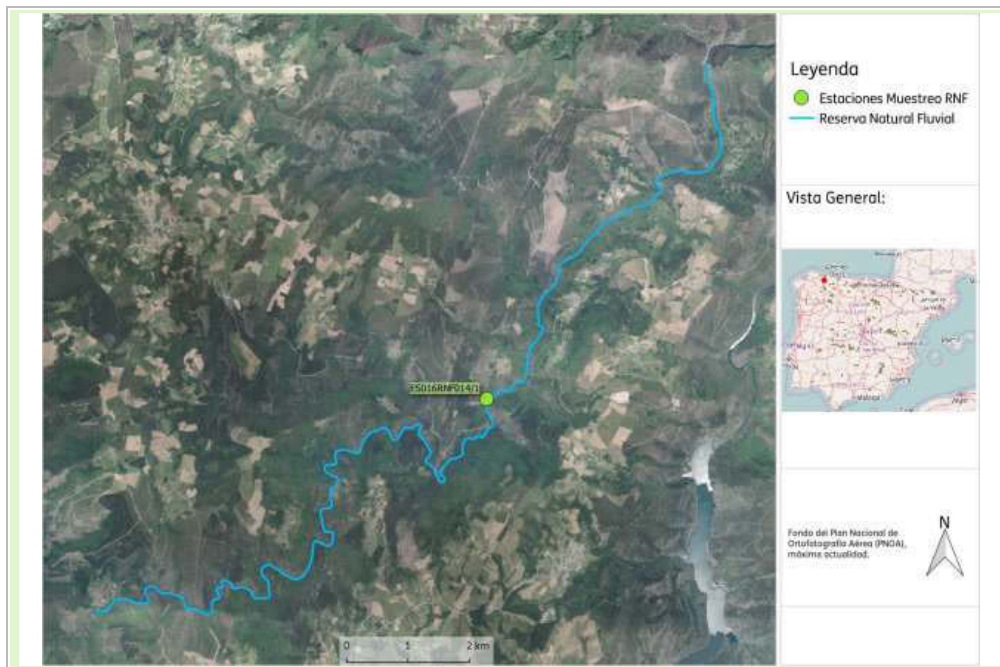 Leyenda
Estaciones Muestreo RNF
Reserva Natural Fluvial
Vista General:
ES016RNF014/1
Fondo del Plan Nacional de
Ortofotografía Aérea (PNOA),
máxima actualidad.
N
0 1 2 km